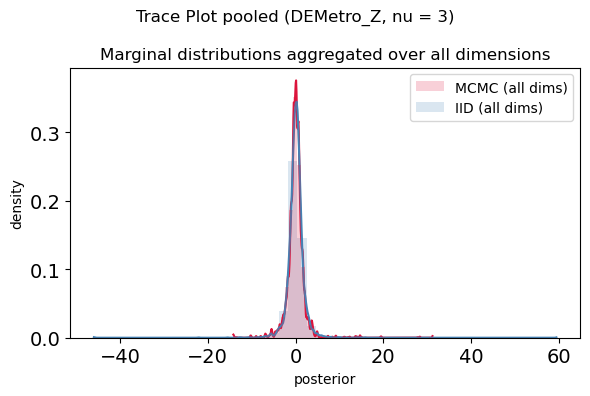 Trace Plot pooled (DEMetro_Z, nu = 3)
Marginal distributions aggregated over all dimensions
MCMC (all dims)
IID (all dims)
density
0.3
0.2
0.1
0.0
−40
−20
0
20
40
60
posterior